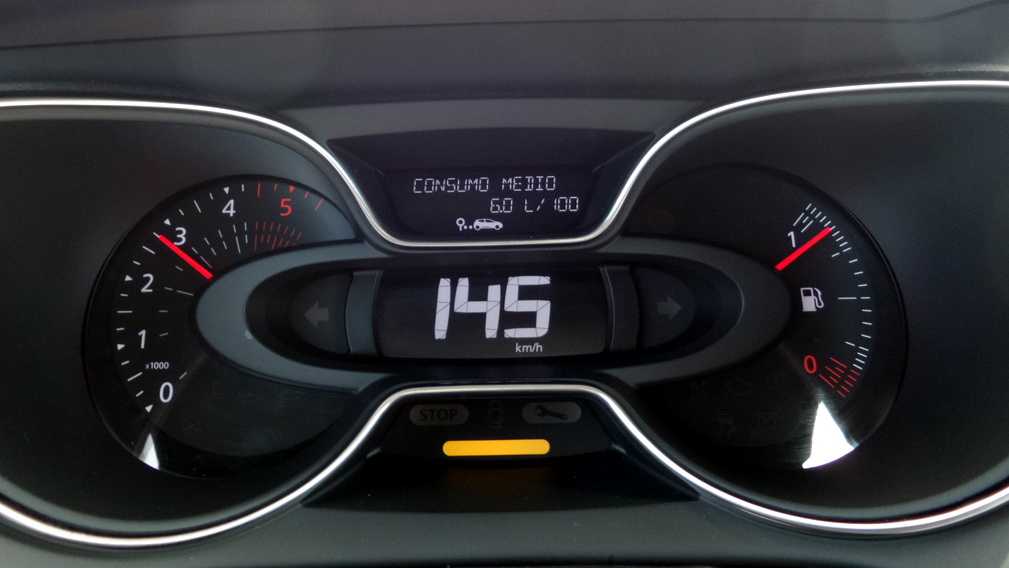 CONSUMO MEDIO
6.0 L/100
145
km/h
5
4
3
2
1
x1000
0
1
0
STOP